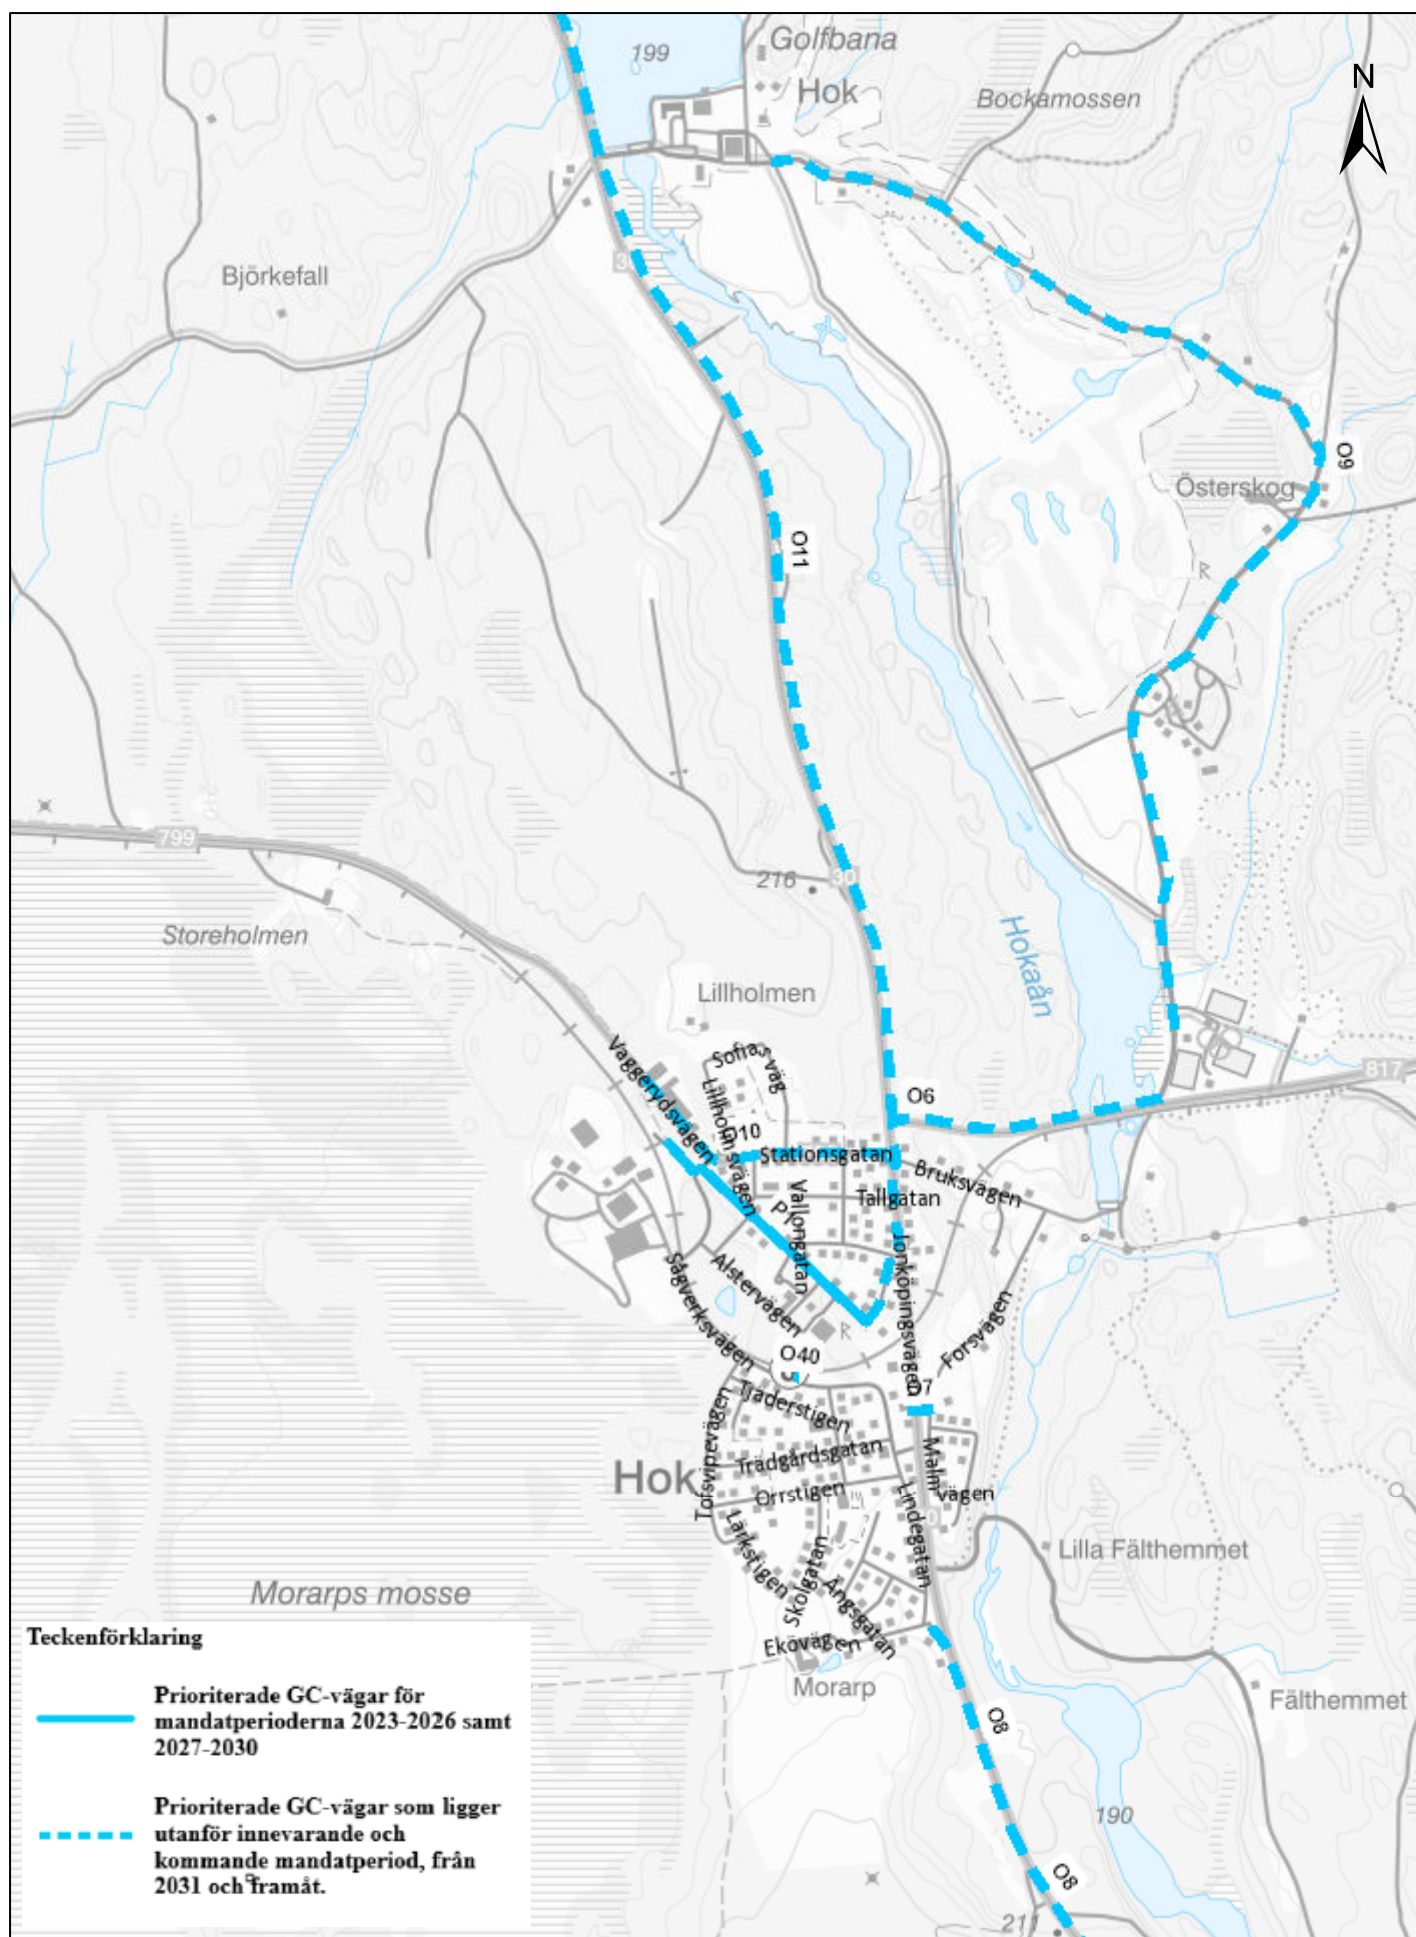 Golfbana
199
Hok
Bockamossen
N
Björkefall
3
O9
Österskog
R
O11
799
216
30
Storeholmen
Hokaån
Lillholmen
Sofias väg
Vaggerydsvägen
Lillholmsvägen
817
O6
O10
Stationsgatan
Bruksvägen
Tallgatan
Vallongatan
P1
Jönköpingsvägen
Sågverksvägen
Alstervägen
Forsvägen
R
O40
O7
Tjäderstigen
Tofsvipevägen
Trädgårdsgatan
Malm
vägen
Hok
Orrstigen
Lindegatan
Lärkstigen
Skolgatan
Lilla Fälthemmet
Ängsgatan
Morarps mosse
Ekövägen
Morarp
Fälthemmet
O8
190
O8
211
Teckenförklaring
Prioriterade GC-vägar för
mandatperioderna 2023-2026 samt
2027-2030
Prioriterade GC-vägar som ligger
utanför innevarande och
kommande mandatperiod, från
2031 och framåt.